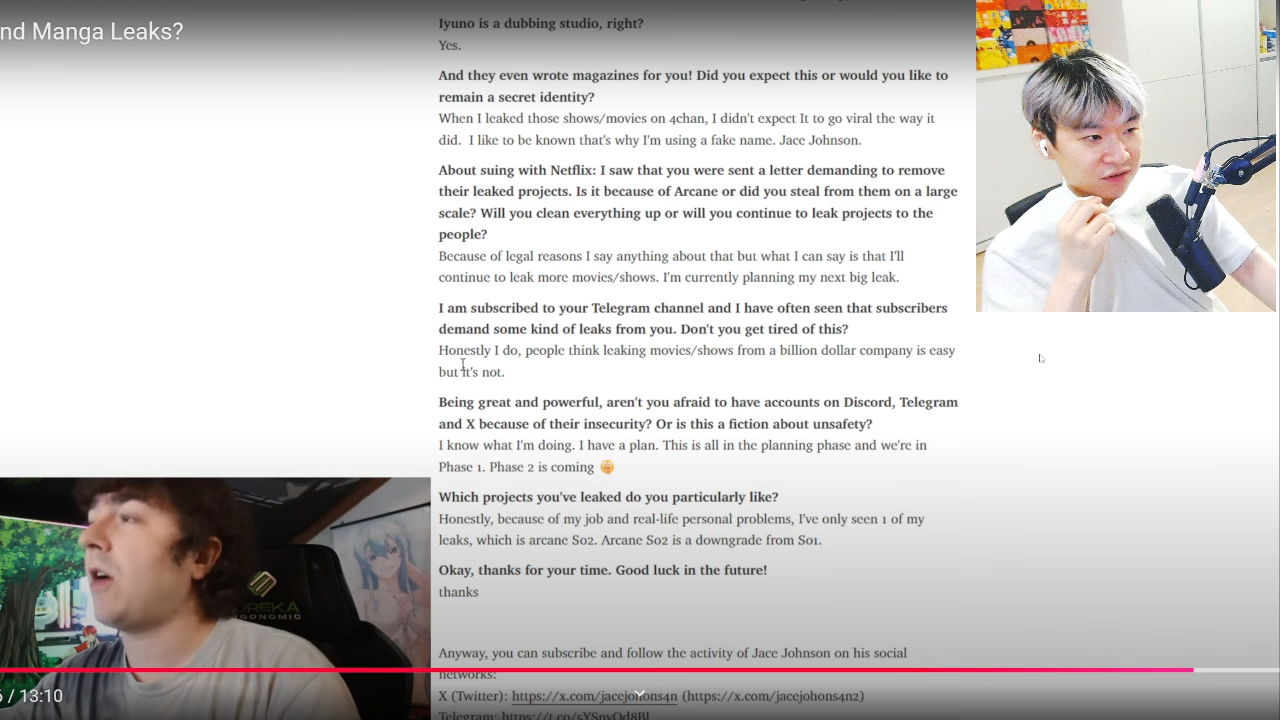 nd Manga Leaks?
Iyuno is a dubbing studio, right?
Yes.
And they even wrote magazines for you! Did you expect this or would you like to
remain a secret identity?
When I leaked those shows/movies on 4chan, I didn't expect It to go viral the way it
did.  I like to be known that's why I'm using a fake name. Jace Johnson.
About suing with Netflix: I saw that you were sent a letter demanding to remove
their leaked projects. Is it because of Arcane or did you steal from them on a large
scale? Will you clean everything up or will you continue to leak projects to the
people?
Because of legal reasons I say anything about that but what I can say is that I'll
continue to leak more movies/shows. I'm currently planning my next big leak.
I am subscribed to your Telegram channel and I have often seen that subscribers
demand some kind of leaks from you. Don't you get tired of this?
Honestly I do, people think leaking movies/shows from a billion dollar company is easy
but it's not.
Being great and powerful, aren't you afraid to have accounts on Discord, Telegram
and X because of their insecurity? Or is this a fiction about unsafety?
I know what I'm doing. I have a plan. This is all in the planning phase and we're in
Phase 1. Phase 2 is coming
Which projects you've leaked do you particularly like?
Honestly, because of my job and real-life personal problems, I've only seen 1 of my
leaks, which is arcane S02. Arcane S02 is a downgrade from S01.
Okay, thanks for your time. Good luck in the future!
thanks
EUREKA
ERGONOMIC
Anyway, you can subscribe and follow the activity of Jace Johnson on his social
networks:
X (Twitter): https://x.com/jacejohons4n (https://x.com/jacejohons4n2)
/ 13:10
Telegram: